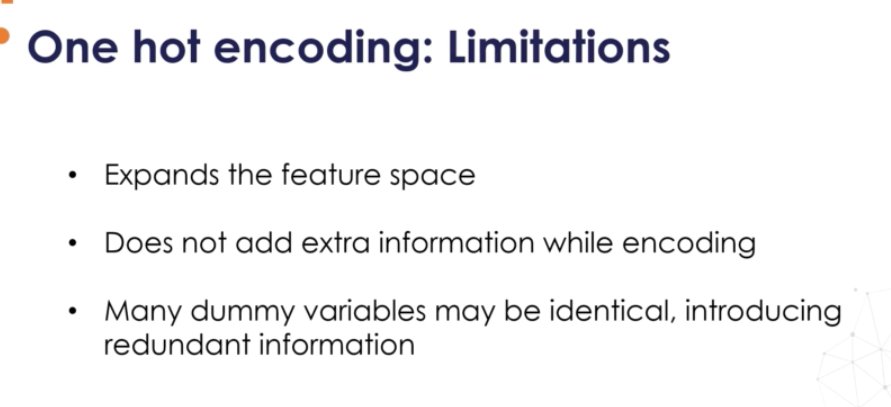 One hot encoding: Limitations
• Expands the feature space
• Does not add extra information while encoding
• Many dummy variables may be identical, introducing
redundant information